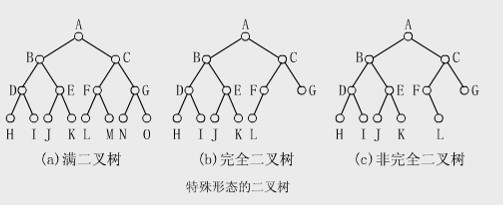 A A A
B C B C B C
D E F G D E F G D E F G
H I J K L M N O H I J K L H I J K L
(a)满二叉树 (b)完全二叉树 (c)非完全二叉树
特殊形态的二叉树